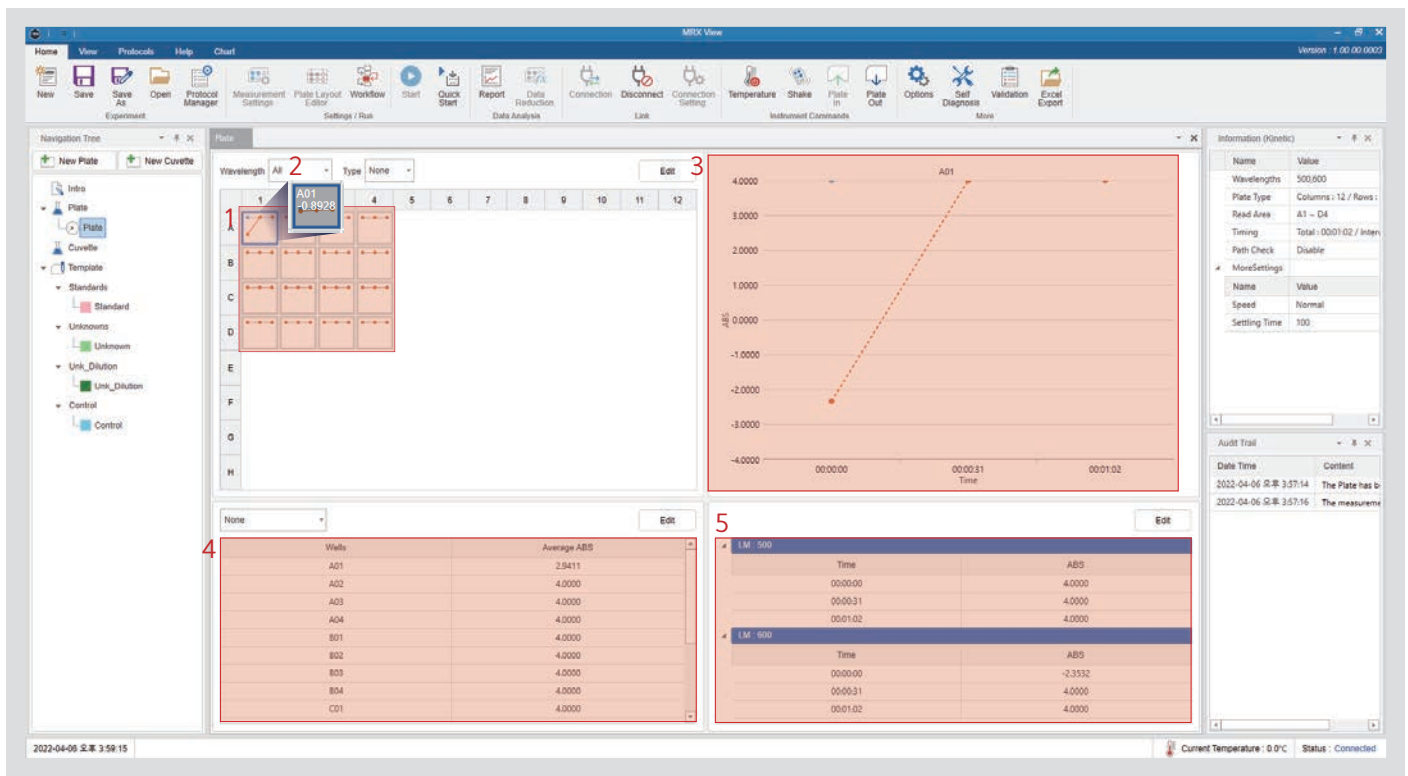 MRX View
Home View Protocols Help Chart
Version : 1.00.00.0003
New Save Save As Open Protocol Manager Measurement Settings Plate Layout Editor Workflow Start Quick Start Report Data Reduction Connection Disconnect Connection Setting Temperature Shake Plate In Plate Out Options Self Diagnosis Validation Excel Export
Experiment Settings / Run Data Analysis Link Instrument Commands More
Navigation Tree
New Plate New Cuvette
Intro
Plate
Plate
Cuvette
Template
Standards
Standard
Unknowns
Unknown
Unk_Dilution
Unk_Dilution
Control
Control
Plate
Wavelength All 2 Type None Edit
A01
-0.8928
1
1 4 5 6 7 8 9 10 11 12
A
B
C
D
E
F
G
H
3
A01
4.0000
3.0000
2.0000
1.0000
0.0000
-1.0000
-2.0000
-3.0000
-4.0000
ABS
00:00:00 00:00:31 00:01:02
Time
None Edit
4
Wells Average ABS
A01 2.9411
A02 4.0000
A03 4.0000
A04 4.0000
B01 4.0000
B02 4.0000
B03 4.0000
B04 4.0000
C01 4.0000
5
Edit
LM : 500
Time ABS
00:00:00 4.0000
00:00:31 4.0000
00:01:02 4.0000
LM : 600
Time ABS
00:00:00 -2.3532
00:00:31 4.0000
00:01:02 4.0000
Information (Kinetic)
Name Value
Wavelengths 500,600
Plate Type Columns : 12 / Rows :
Read Area A1 ~ D4
Timing Total : 00:01:02 / Interv
Path Check Disable
MoreSettings
Name Value
Speed Normal
Settling Time 100
Audit Trail
Date Time Content
2022-04-06 오후 3:57:14 The Plate has b
2022-04-06 오후 3:57:16 The measureme
2022-04-06 오후 3:59:15
Current Temperature : 0.0°C Status : Connected